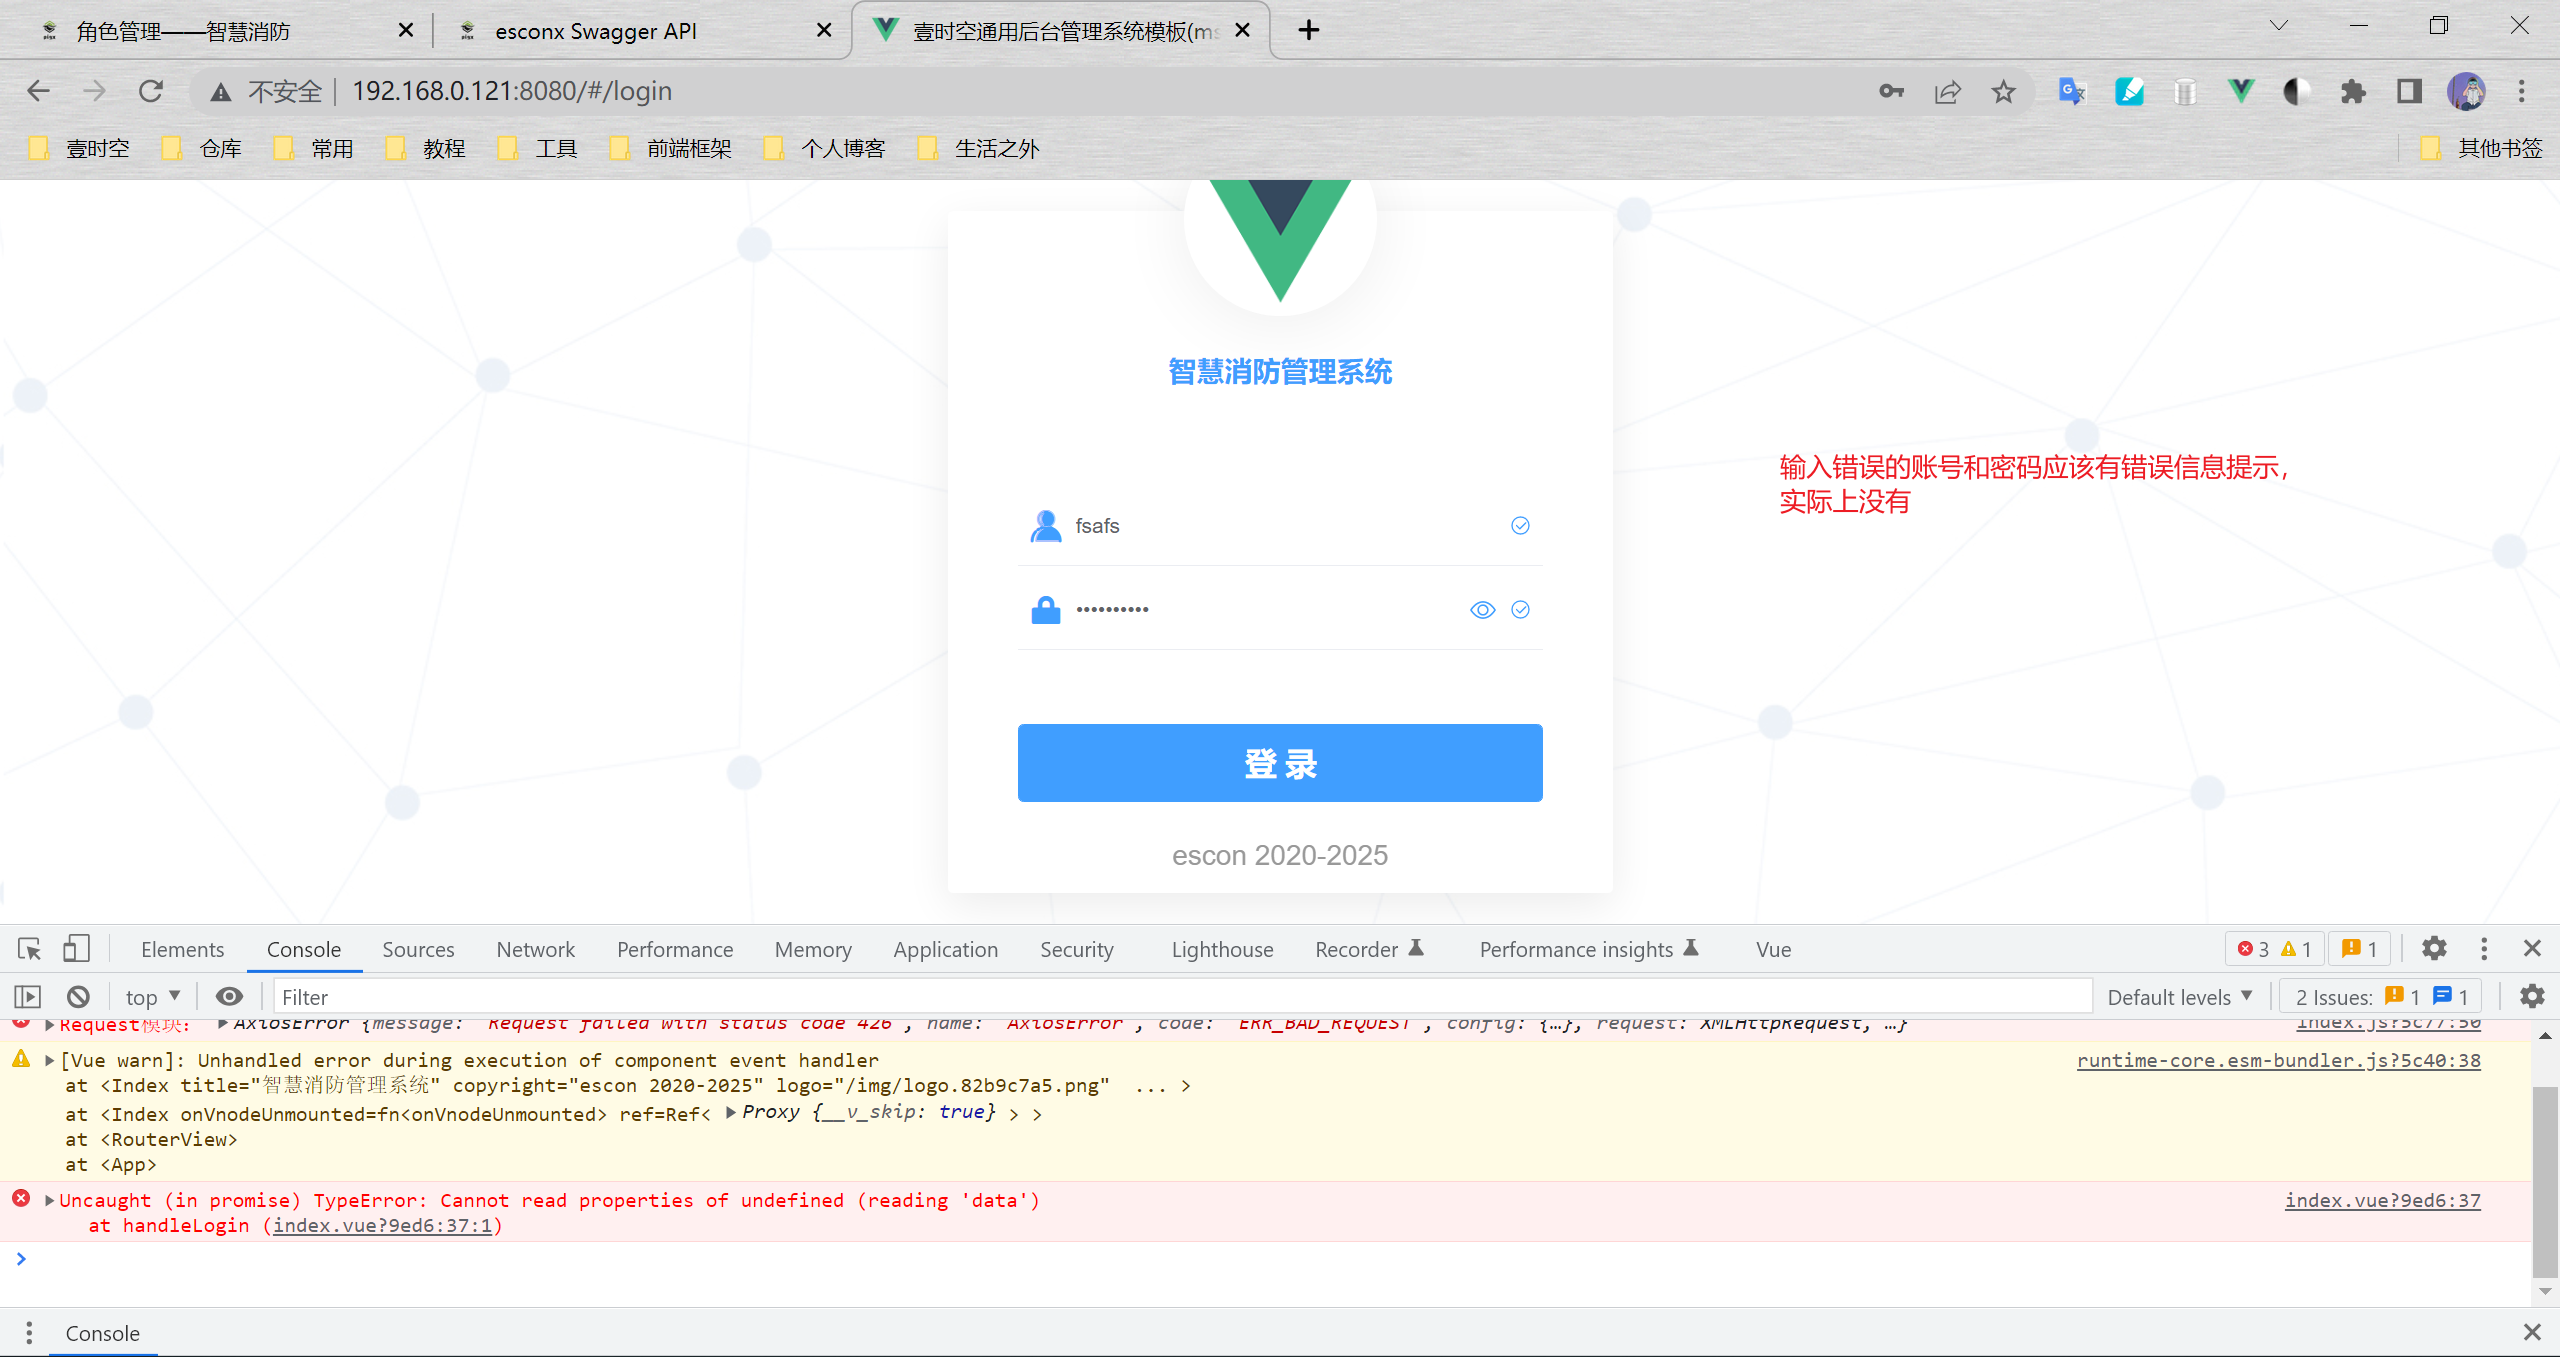 角色管理——智慧消防
esconx Swagger API
壹时空通用后台管理系统模板(ms
不安全 192.168.0.121:8080/#/login
壹时空 仓库 常用 教程 工具 前端框架 个人博客 生活之外 其他书签
智慧消防管理系统
输入错误的账号和密码应该有错误信息提示，
实际上没有
fsafs
••••••••••
登 录
escon 2020-2025
Elements Console Sources Network Performance Memory Application Security Lighthouse Recorder Performance insights Vue 3 1 1
top Filter Default levels 2 Issues: 1 1
Request模块： AxiosError {message: "Request failed with status code 426", name: "AxiosError", code: "ERR_BAD_REQUEST", config: {…}, request: XMLHttpRequest, …} index.js?5c77:50
[Vue warn]: Unhandled error during execution of component event handler runtime-core.esm-bundler.js?5c40:38
at <Index title="智慧消防管理系统" copyright="escon 2020-2025" logo="/img/logo.82b9c7a5.png" ... >
at <Index onVnodeUnmounted=fn<onVnodeUnmounted> ref=Ref< Proxy {__v_skip: true} > >
at <RouterView>
at <App>
Uncaught (in promise) TypeError: Cannot read properties of undefined (reading 'data') index.vue?9ed6:37
at handleLogin (index.vue?9ed6:37:1)
Console